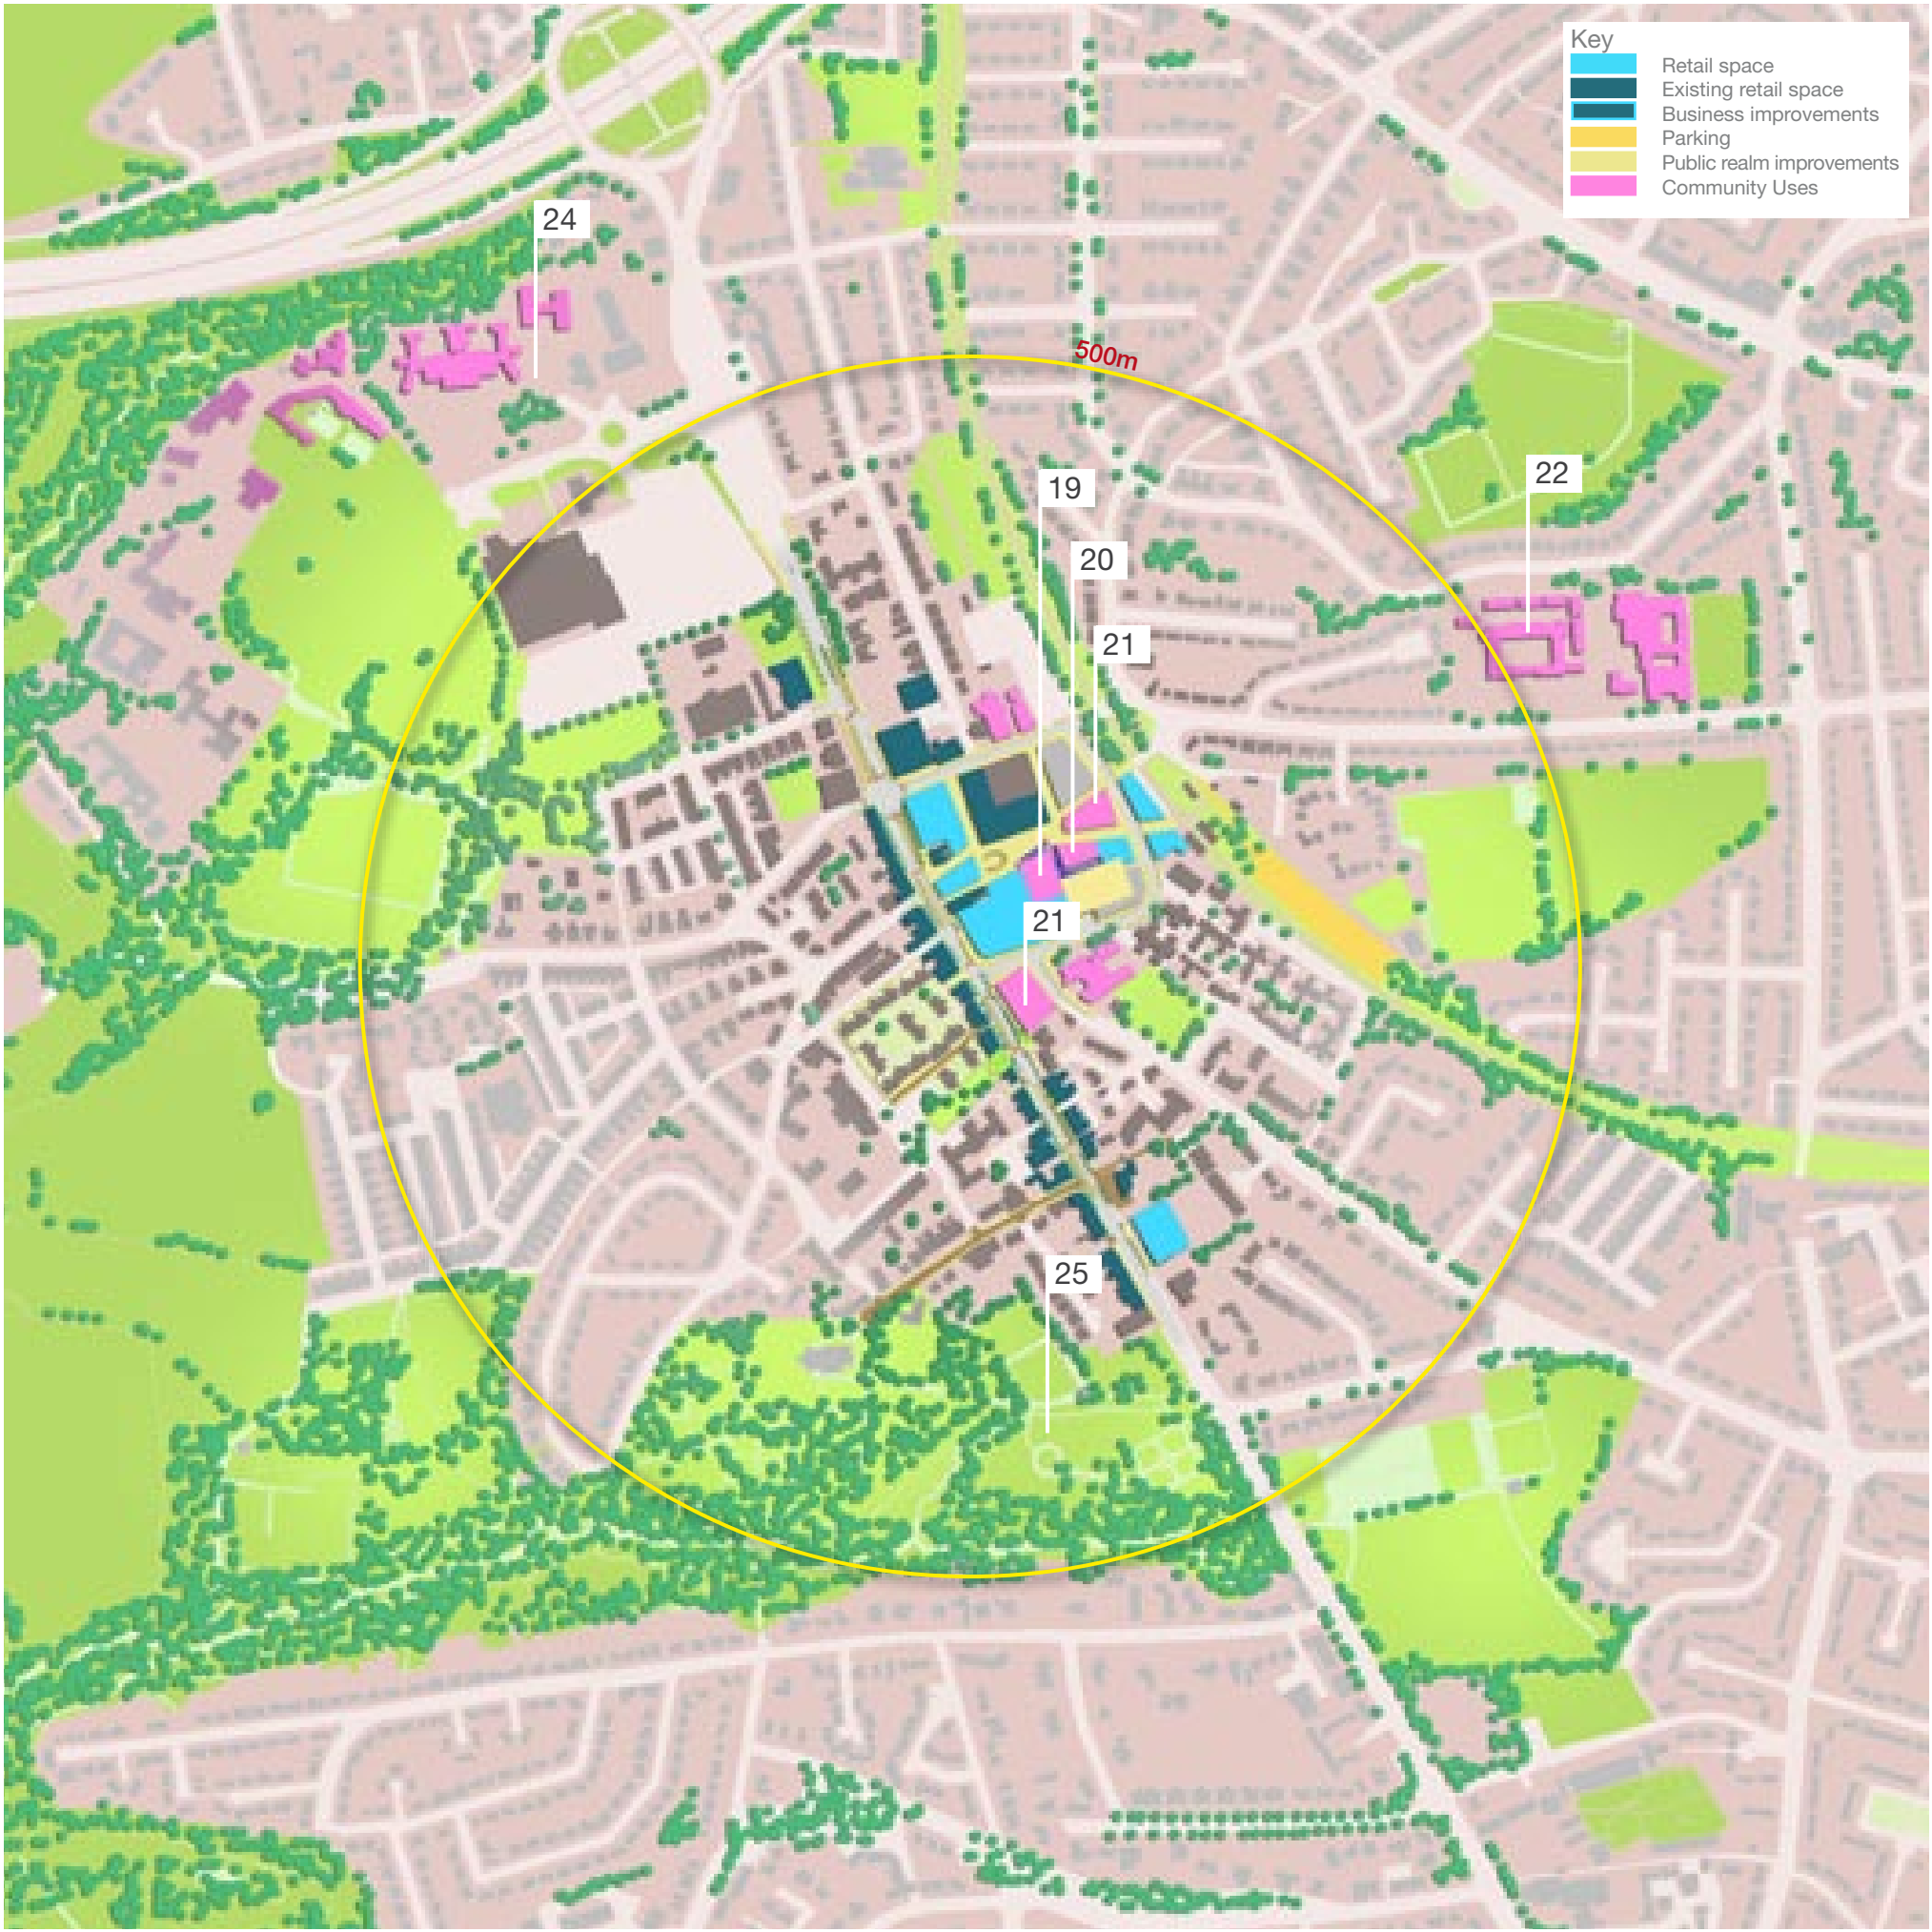 Key
Retail space
Existing retail space
Business improvements
Parking
Public realm improvements
Community Uses
24
500m
19
22
20
21
21
25